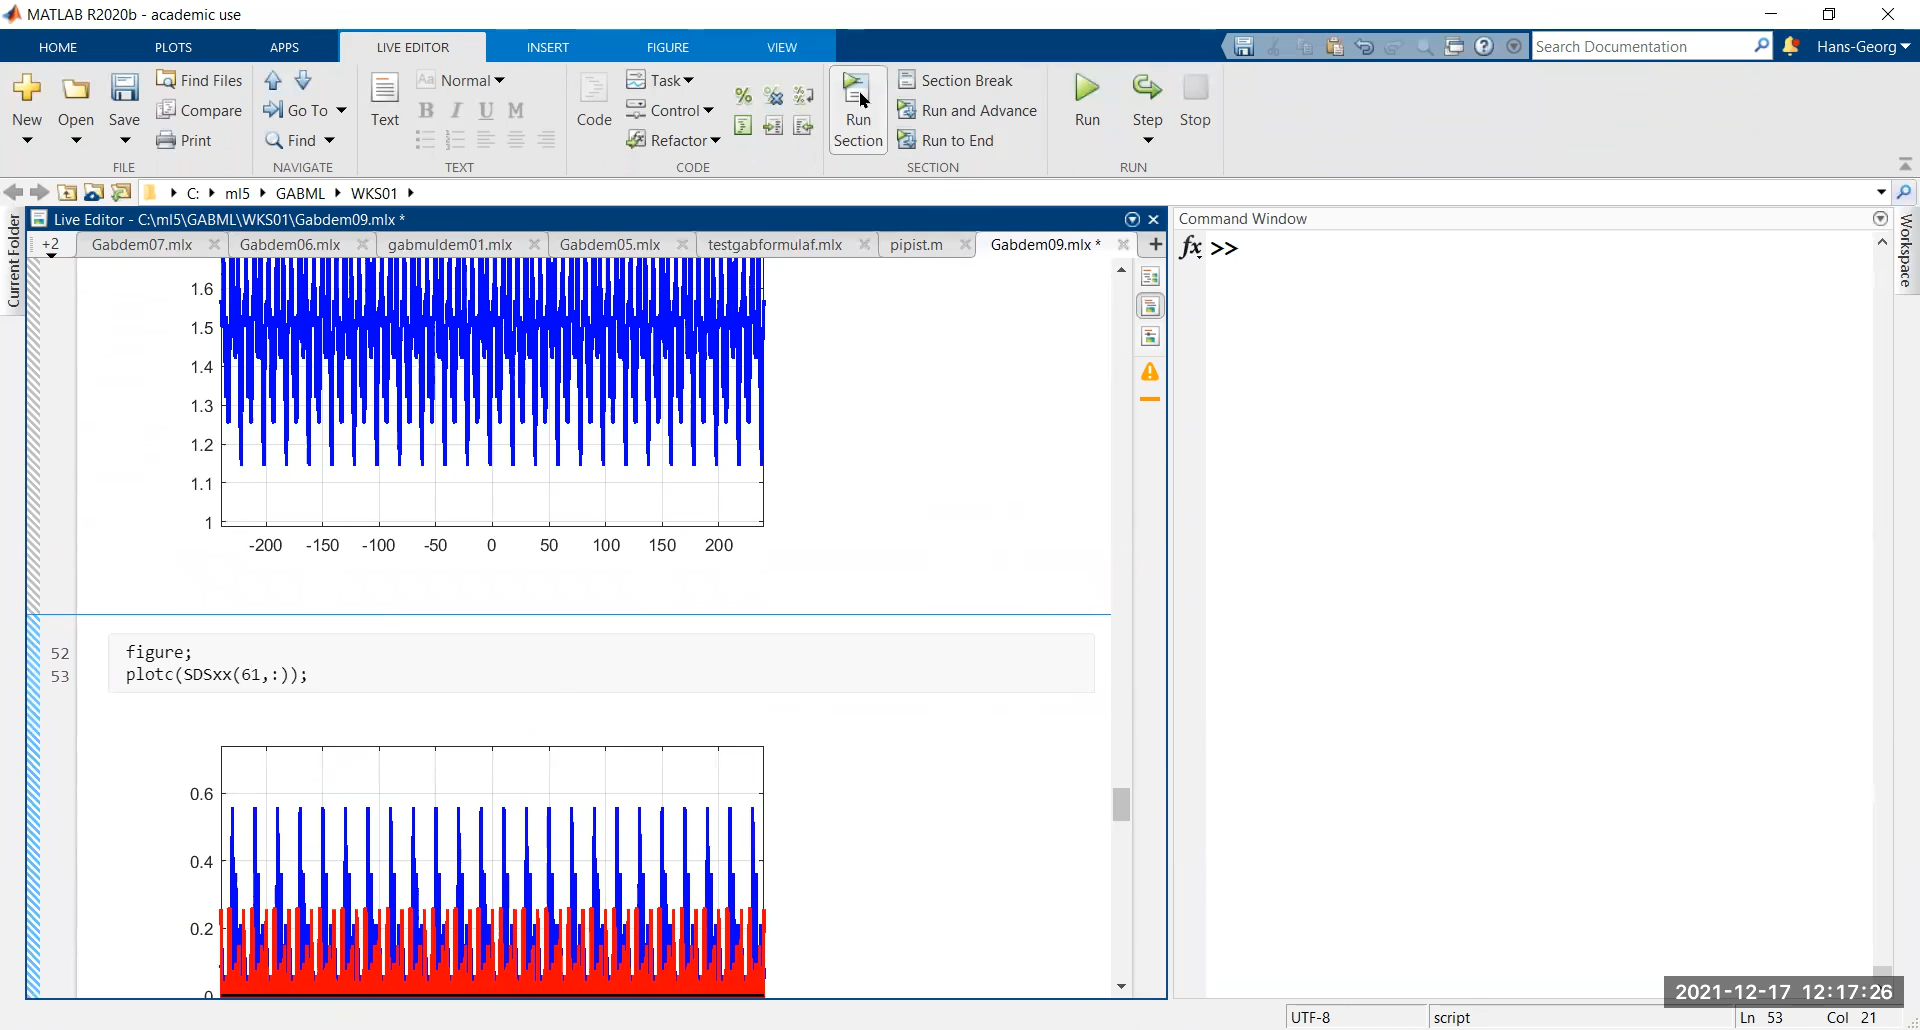 MATLAB R2020b - academic use
HOME PLOTS APPS LIVE EDITOR INSERT FIGURE VIEW Search Documentation Hans-Georg
New Open Save Find Files Compare Print
FILE
Go To Find
NAVIGATE
Text Aa Normal B I U M
TEXT
Code Task Control Refactor
CODE
Run Section Section Break Run and Advance Run to End
SECTION
Run Step Stop
RUN
C: ml5 GABML WKS01
Current Folder
Live Editor - C:\ml5\GABML\WKS01\Gabdem09.mlx *
+2 Gabdem07.mlx Gabdem06.mlx gabmuldem01.mlx Gabdem05.mlx testgabformulaf.mlx pipist.m Gabdem09.mlx *
Command Window
fx >>
Workspace
1.6
1.5
1.4
1.3
1.2
1.1
1
-200 -150 -100 -50 0 50 100 150 200
52 figure;
53 plotc(SDSxx(61,:));
0.6
0.4
0.2
0
2021-12-17 12:17:26
UTF-8 script Ln 53 Col 21